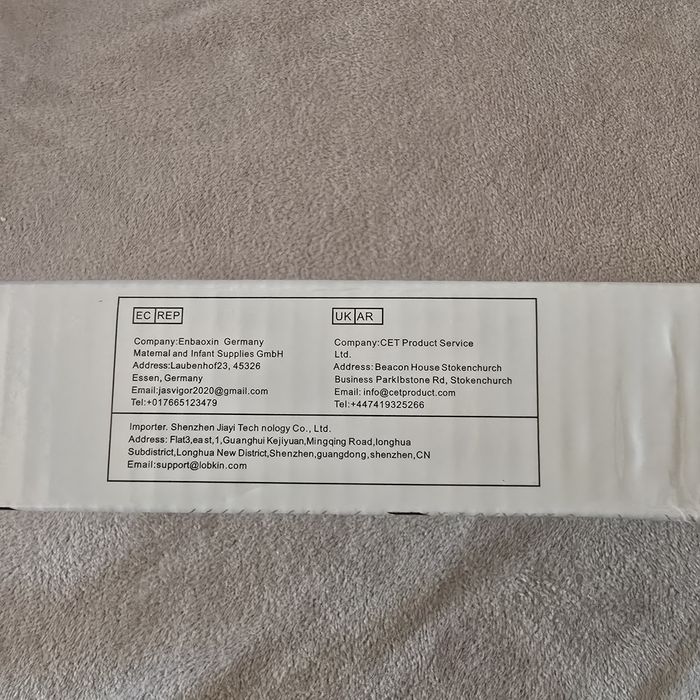 EC REP
Company:Enbaoxin Germany
Matemal and Infant Supplies GmbH
Address:Laubenhof23, 45326
Essen, Germany
Email:jasvigor2020@gmail.com
Tel:+017665123479
UK AR
Company:CET Product Service
Ltd.
Address:Beacon House Stokenchurch
Business Parklbstone Rd, Stokenchurch
Email: info@cetproduct.com
Tel:+447419325266
Importer. Shenzhen Jiayi Tech nology Co., Ltd.
Address: Flat3,east,1,Guanghui Kejiyuan,Mingqing Road,longhua
Subdistrict,Longhua New District,Shenzhen,guangdong,shenzhen,CN
Email:support@lobkin.com